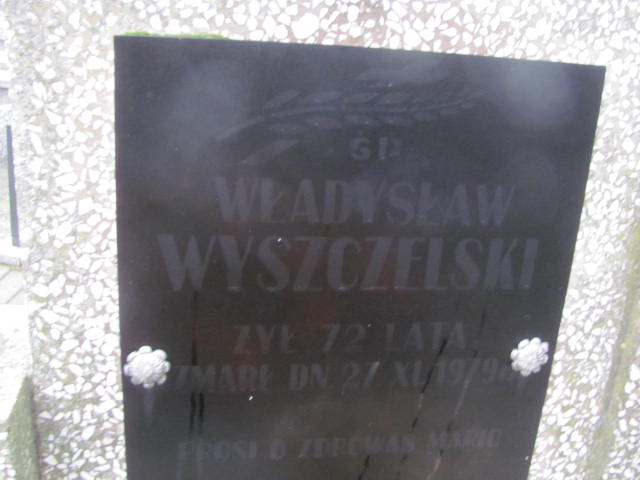 ŚP.
WŁADYSŁAW
WYSZCZELSKI
ŻYŁ 72 LATA
ZMARŁ DN. 27. XI. 1979 r.
PROSI O ZDROWAŚ MARIO